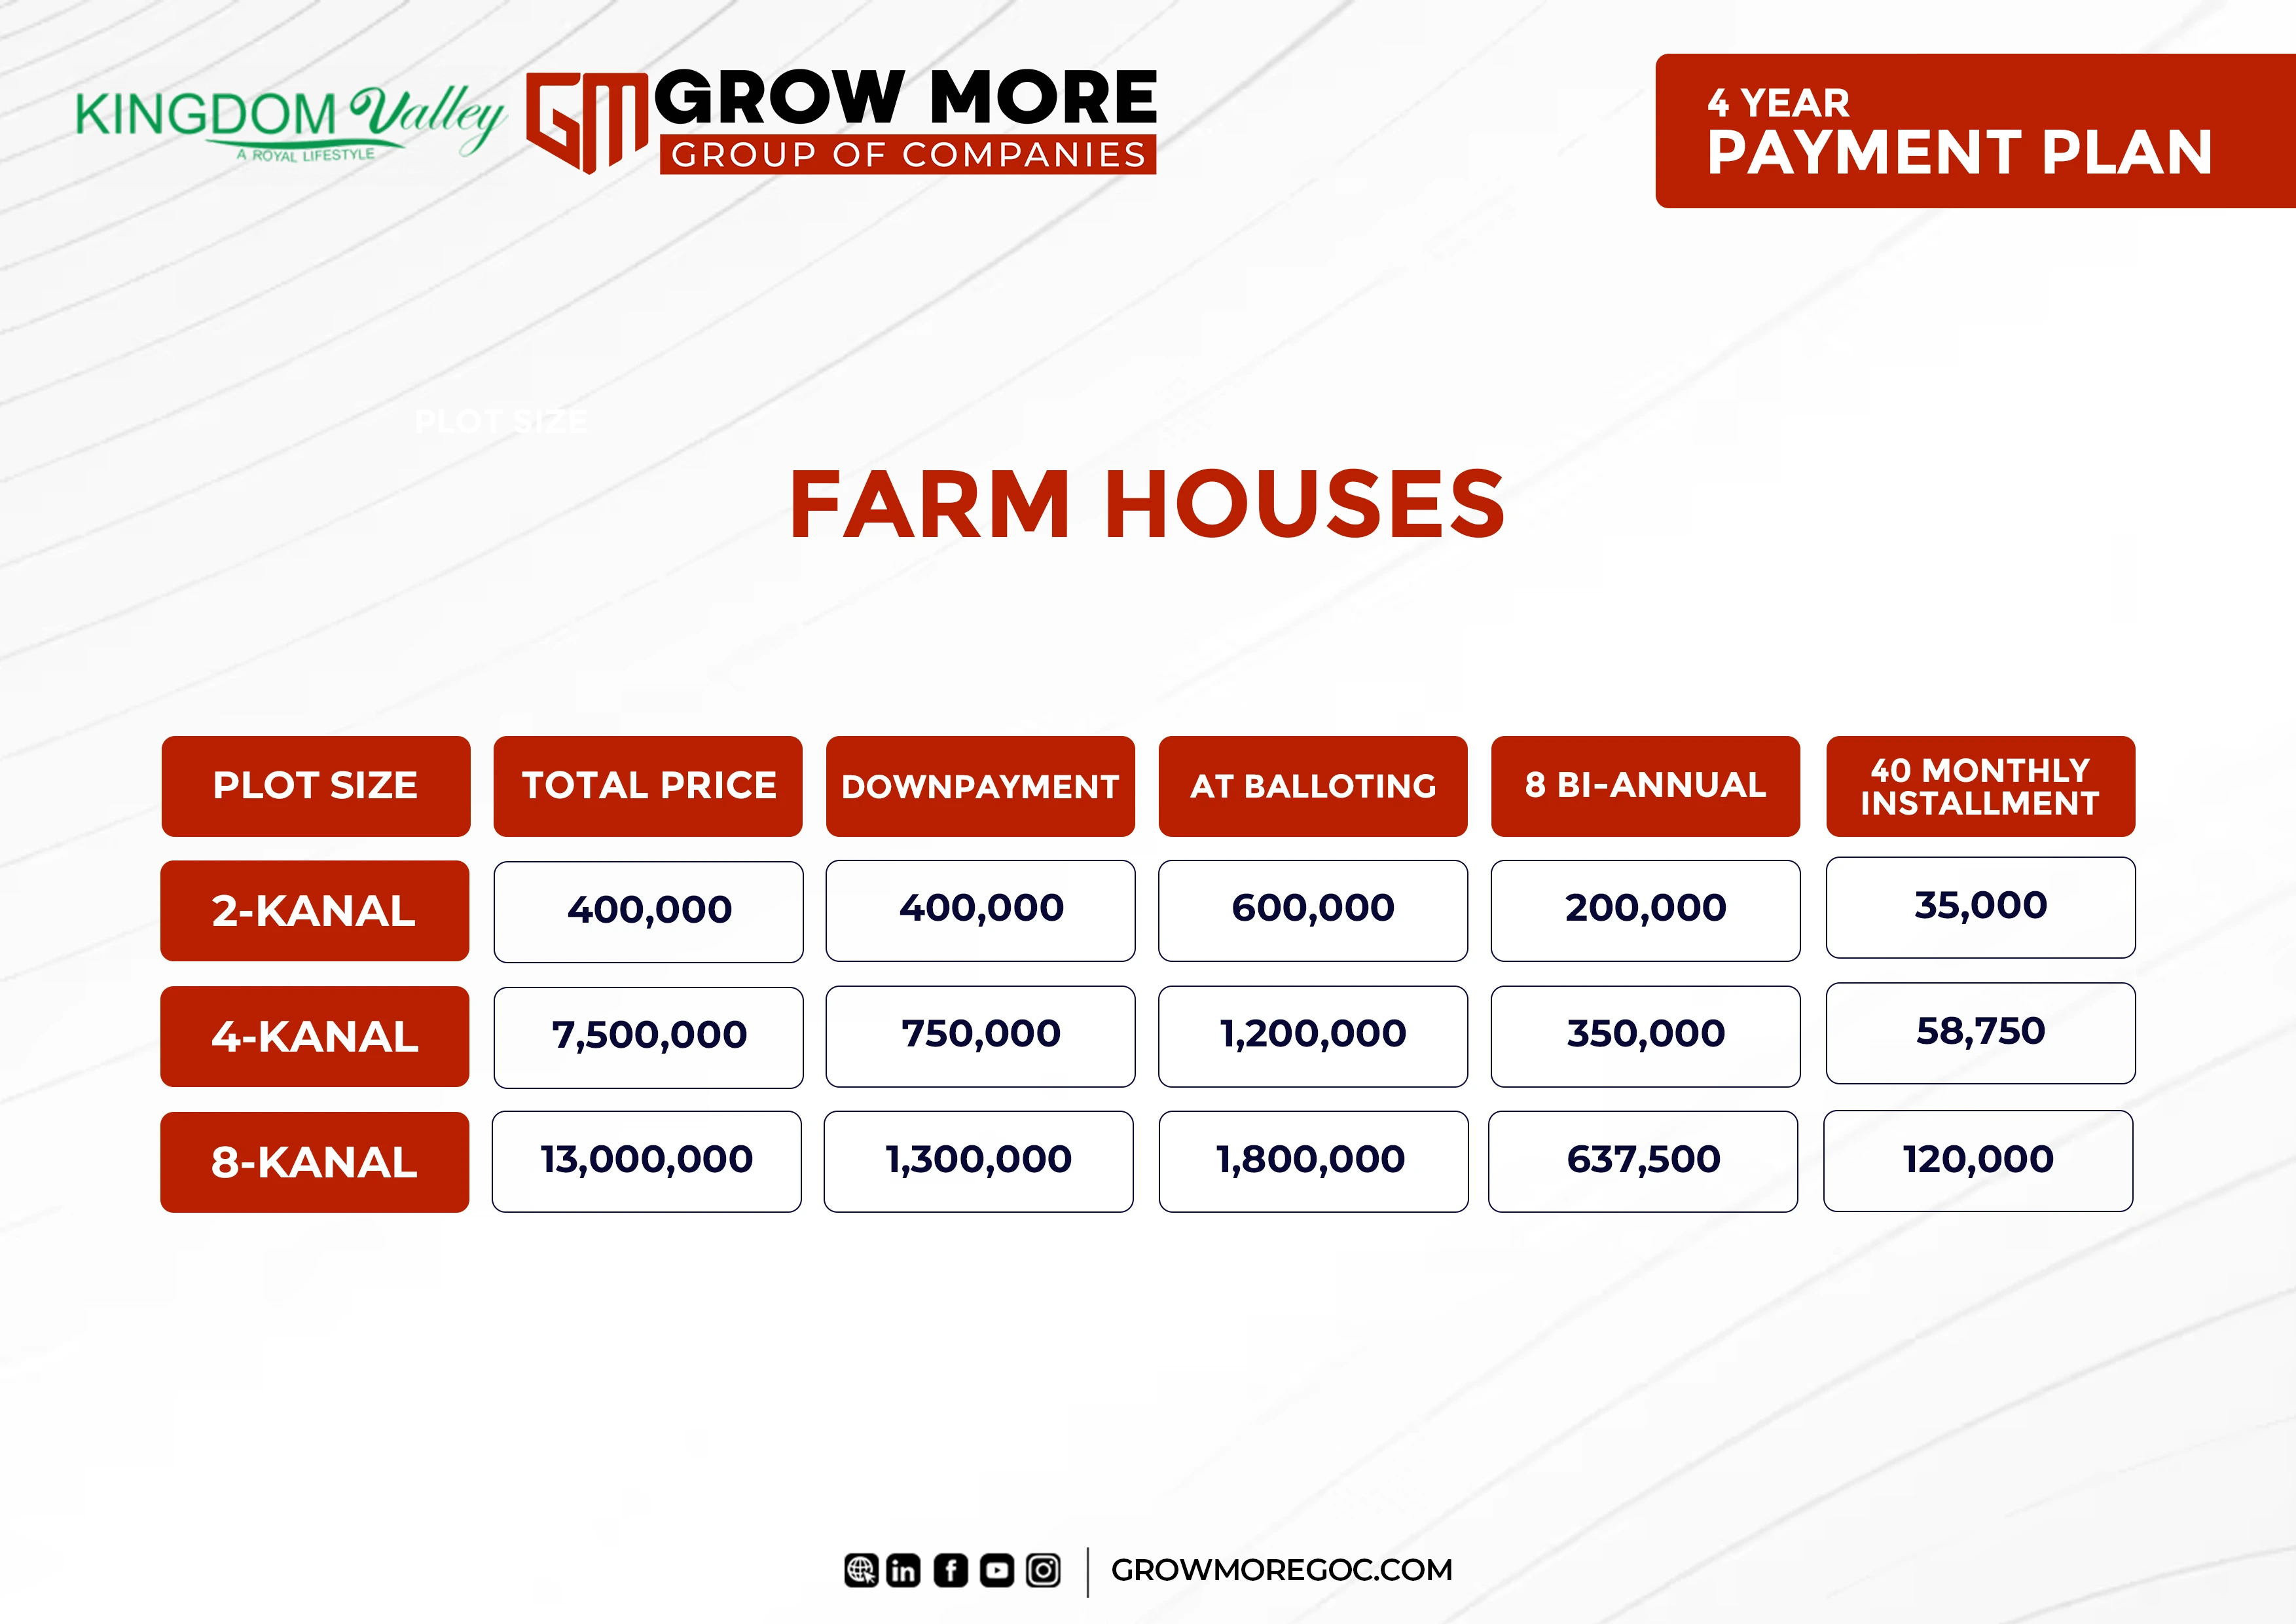 KINGDOM Valley
A ROYAL LIFESTYLE
GM
GROW MORE
GROUP OF COMPANIES
4 YEAR
PAYMENT PLAN
PLOT SIZE
FARM HOUSES
PLOT SIZE TOTAL PRICE DOWNPAYMENT AT BALLOTING 8 BI-ANNUAL 40 MONTHLY INSTALLMENT
2-KANAL 400,000 400,000 600,000 200,000 35,000
4-KANAL 7,500,000 750,000 1,200,000 350,000 58,750
8-KANAL 13,000,000 1,300,000 1,800,000 637,500 120,000
GROWMOREGOC.COM